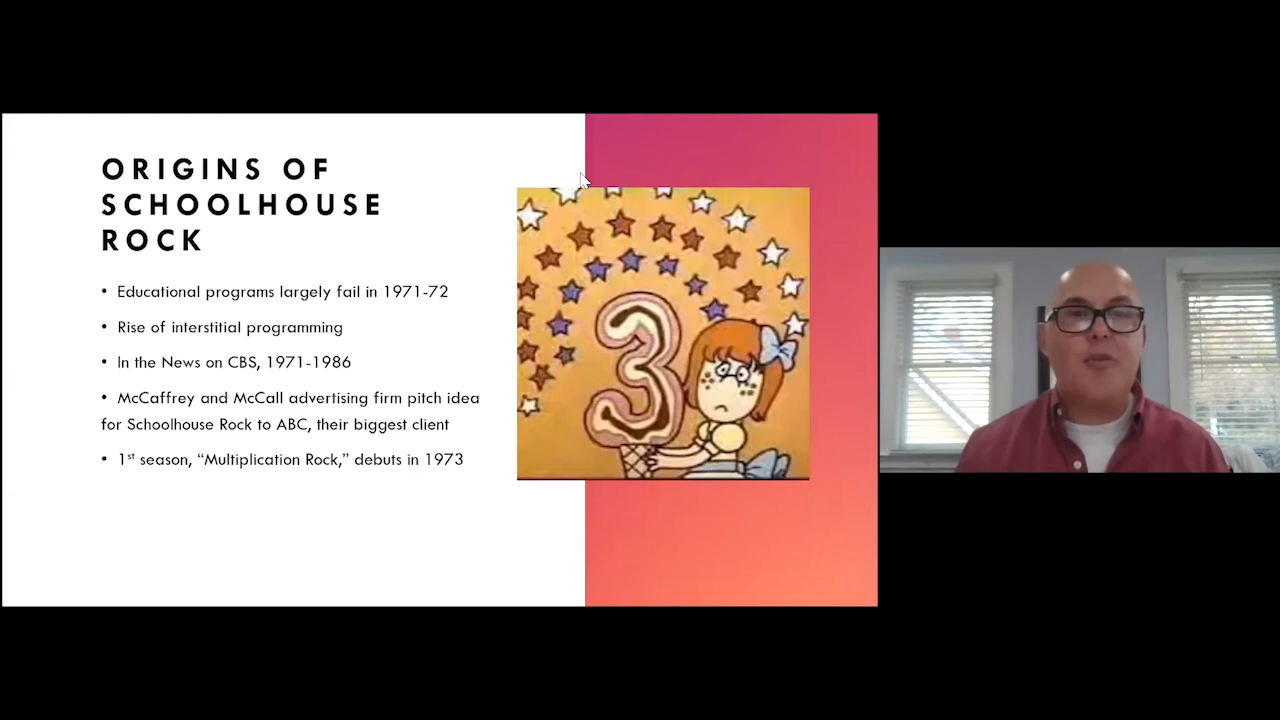 ORIGINS OF
SCHOOLHOUSE
ROCK
• Educational programs largely fail in 1971-72
• Rise of interstitial programming
• In the News on CBS, 1971-1986
• McCaffrey and McCall advertising firm pitch idea
for Schoolhouse Rock to ABC, their biggest client
• 1st season, “Multiplication Rock,” debuts in 1973
3